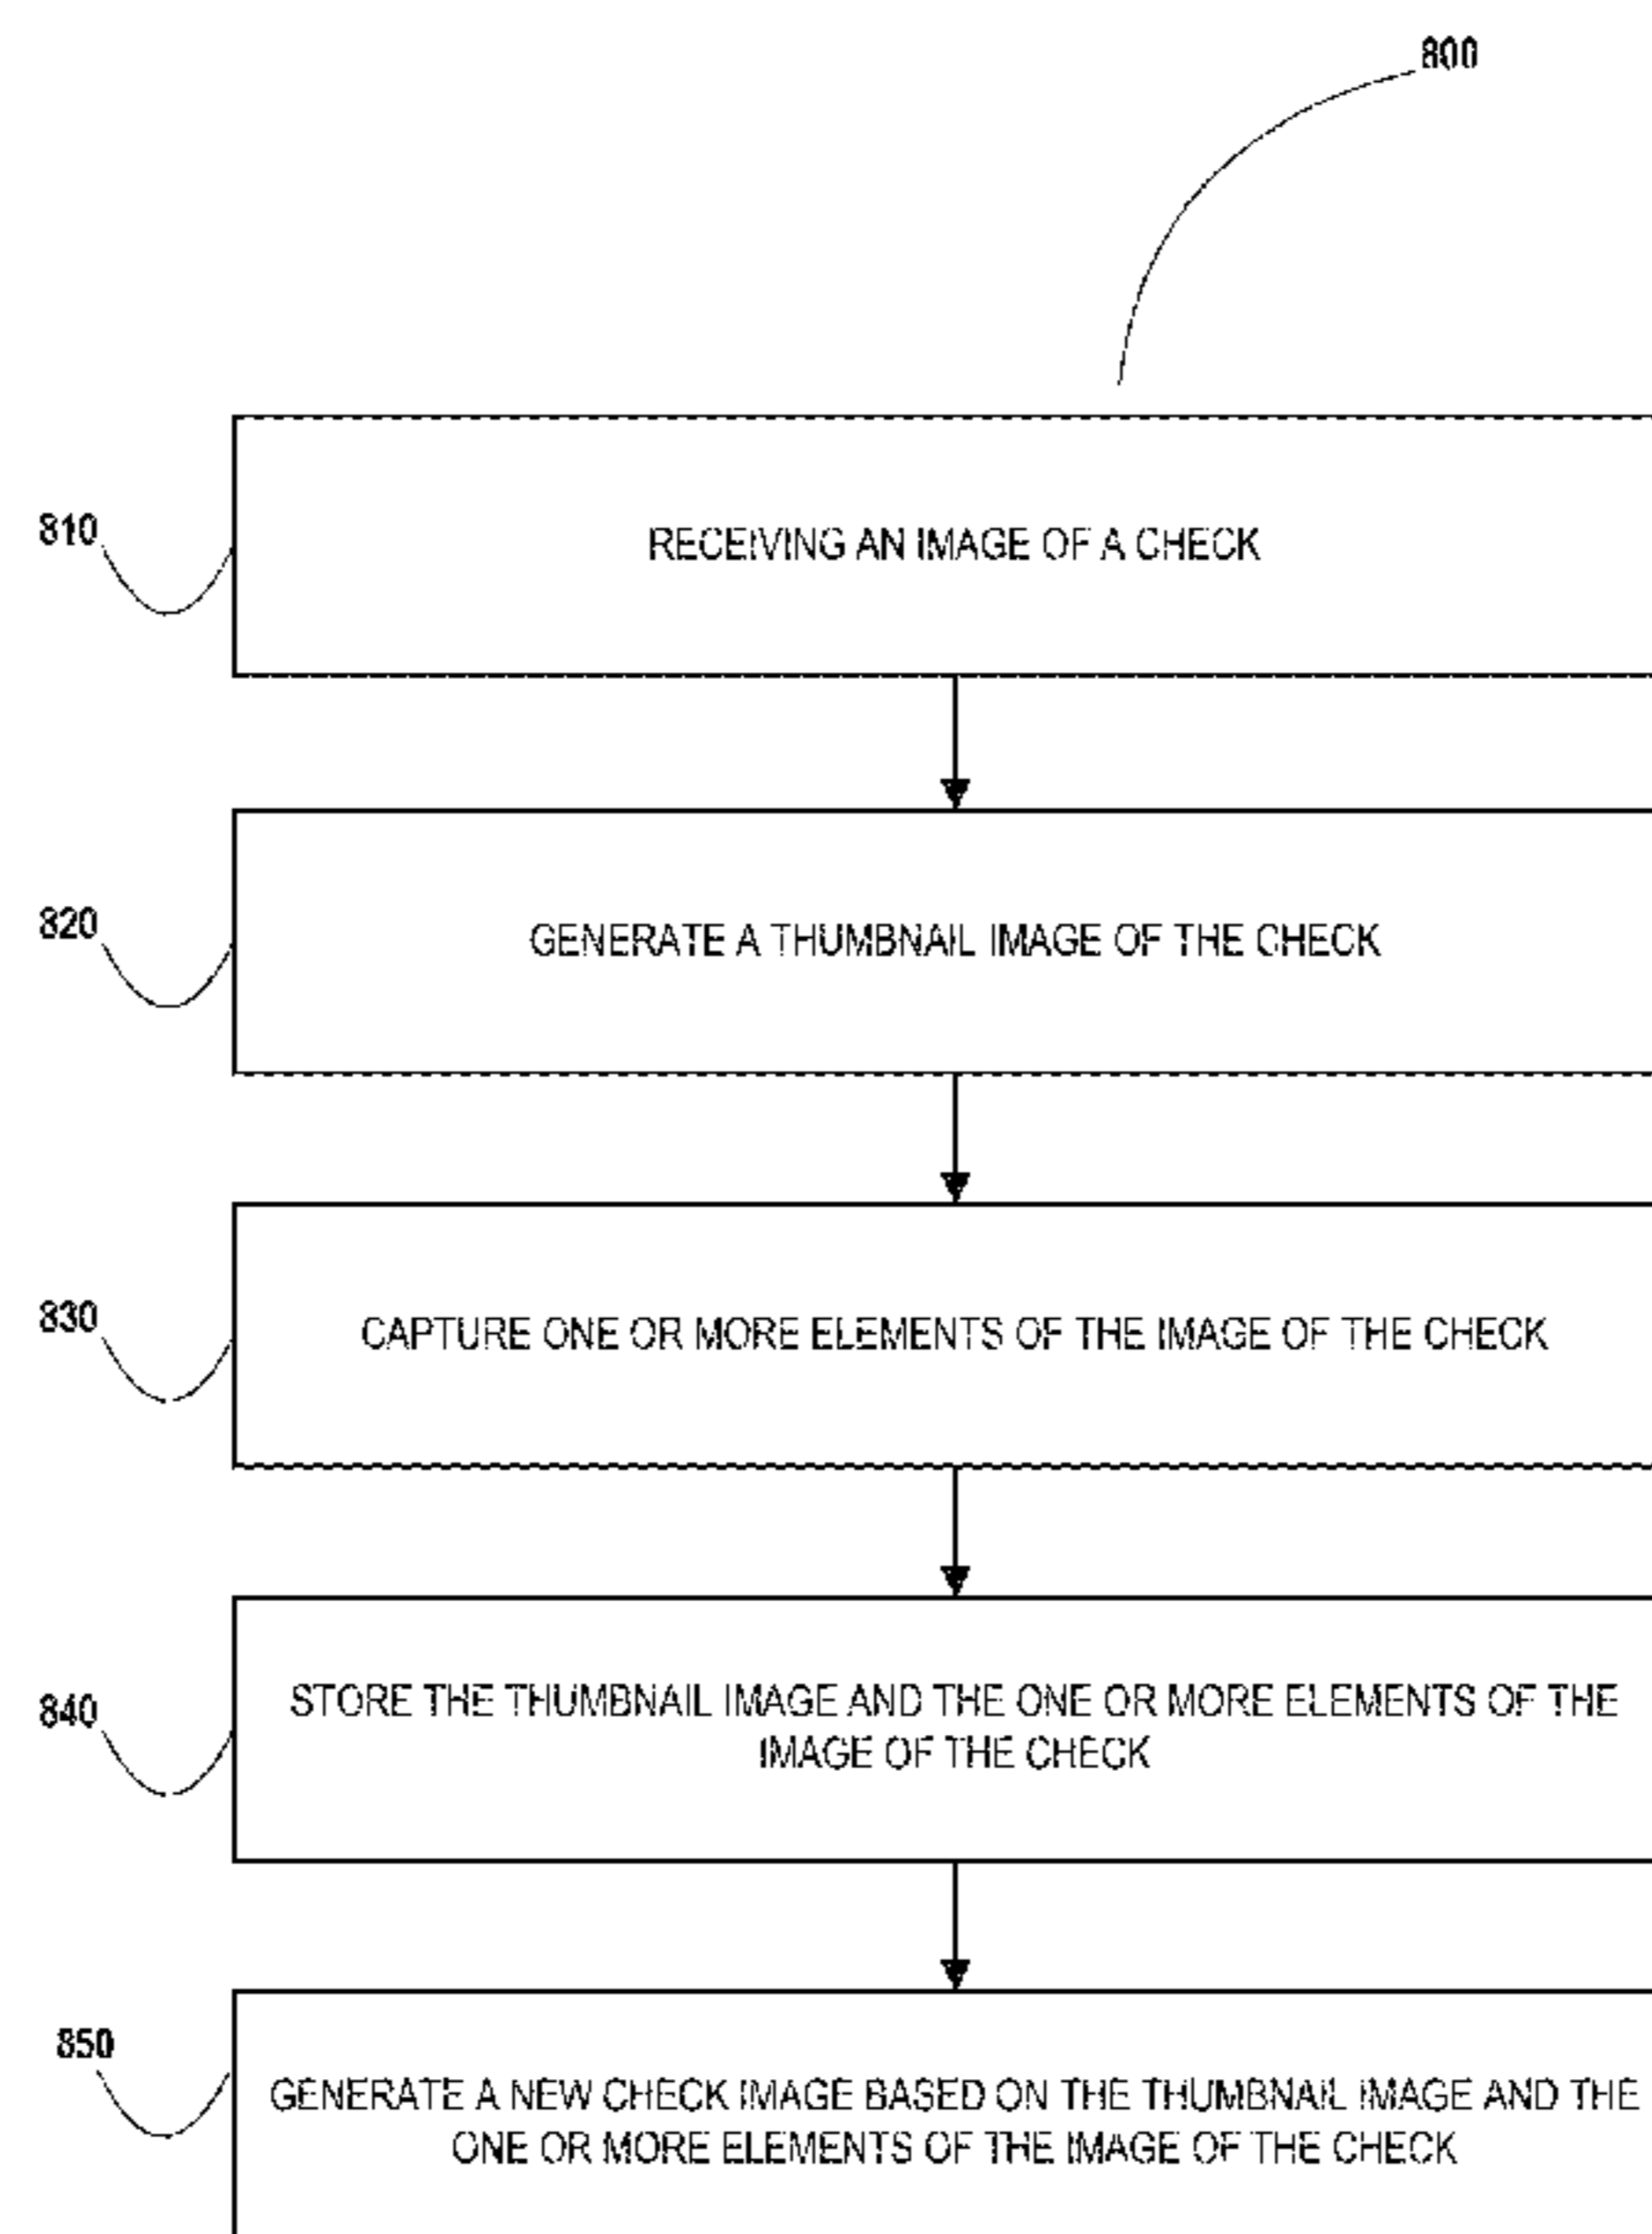 800
810
RECEIVING AN IMAGE OF A CHECK
820
GENERATE A THUMBNAIL IMAGE OF THE CHECK
830
CAPTURE ONE OR MORE ELEMENTS OF THE IMAGE OF THE CHECK
840
STORE THE THUMBNAIL IMAGE AND THE ONE OR MORE ELEMENTS OF THE
IMAGE OF THE CHECK
850
GENERATE A NEW CHECK IMAGE BASED ON THE THUMBNAIL IMAGE AND THE
ONE OR MORE ELEMENTS OF THE IMAGE OF THE CHECK